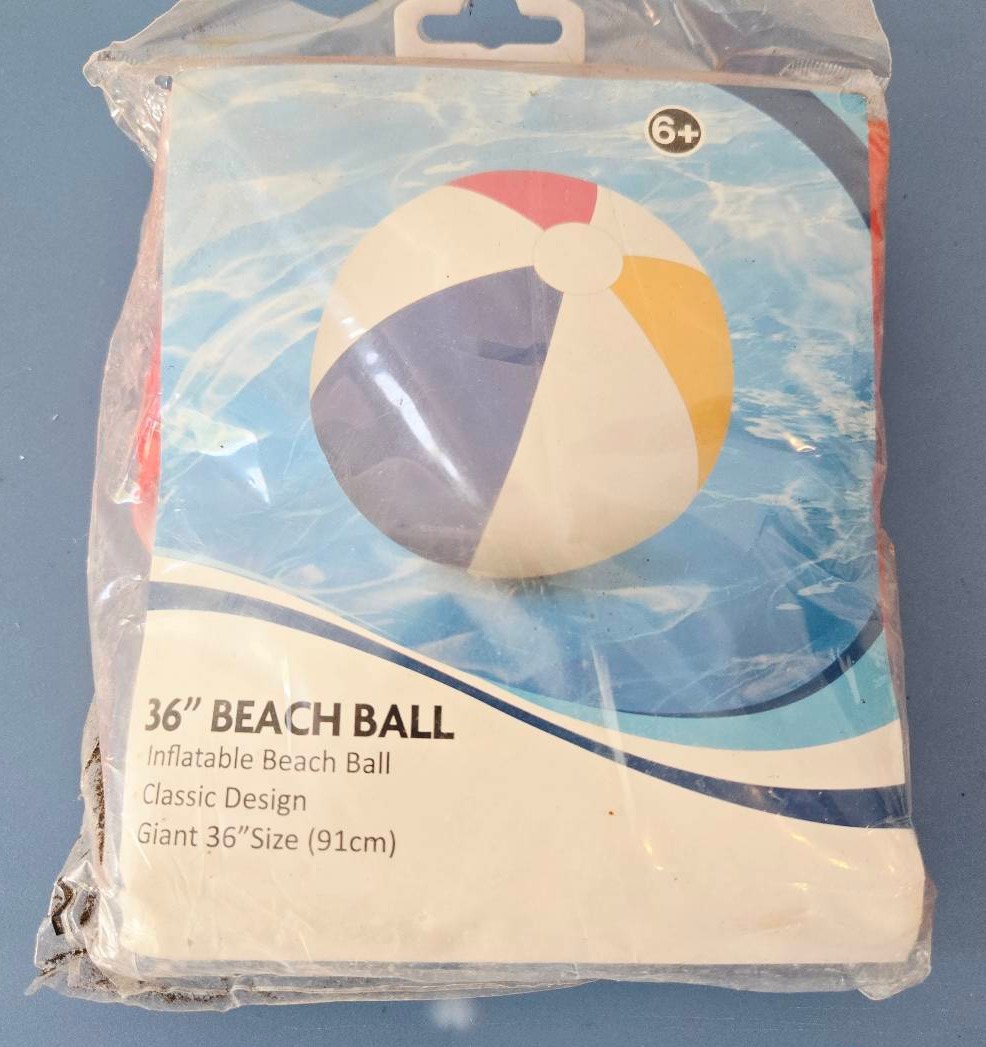 6+
36” BEACH BALL
Inflatable Beach Ball
Classic Design
Giant 36”Size (91cm)